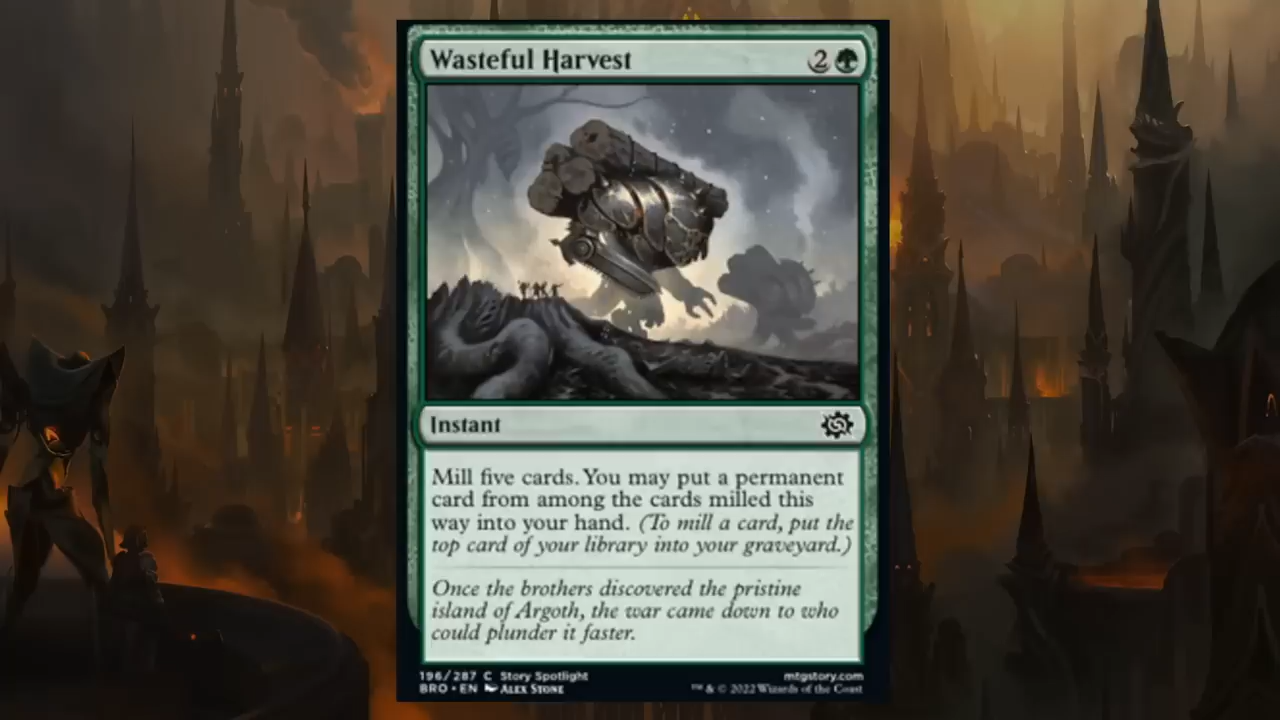 Wasteful Harvest 2
Instant
Mill five cards. You may put a permanent
card from among the cards milled this
way into your hand. (To mill a card, put the
top card of your library into your graveyard.)
Once the brothers discovered the pristine
island of Argoth, the war came down to who
could plunder it faster.
196/287 C Story Spotlight mtgstory.com
BRO • EN ALEX STONE ™ & © 2022 Wizards of the Coast